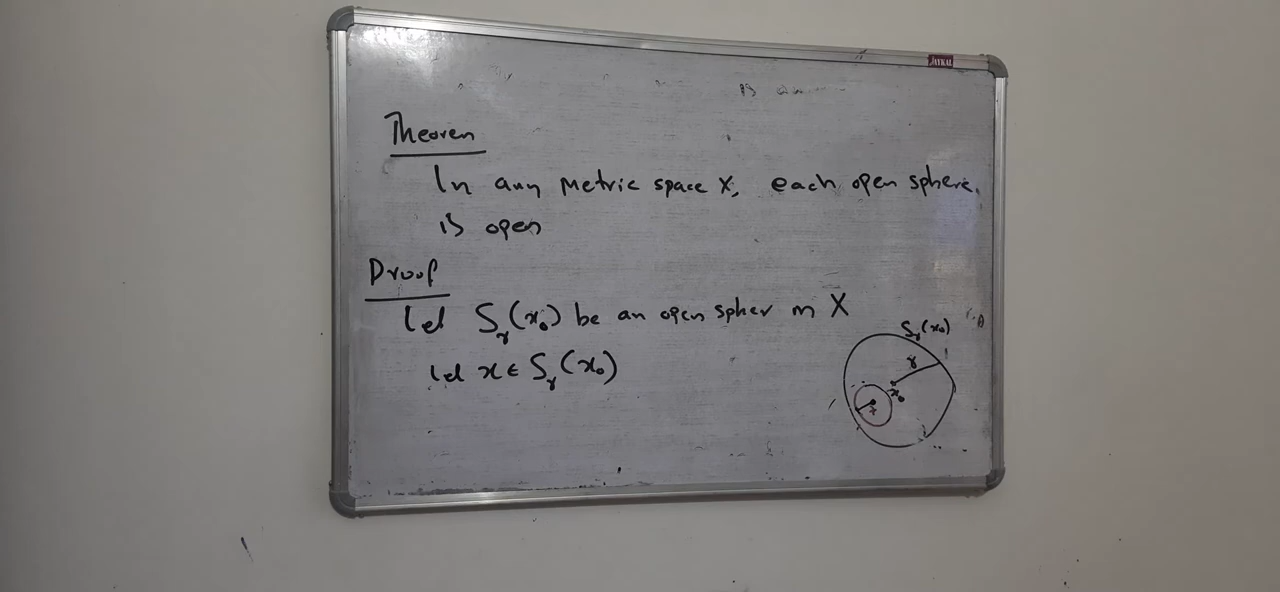 JAYKAL
Theorem
In any metric space X, each open sphere
is open
Proof
Let Sᵣ(x₀) be an open spher in X
Let x ∈ Sᵣ(x₀)
Sᵣ(x₀)
r
x₀
x